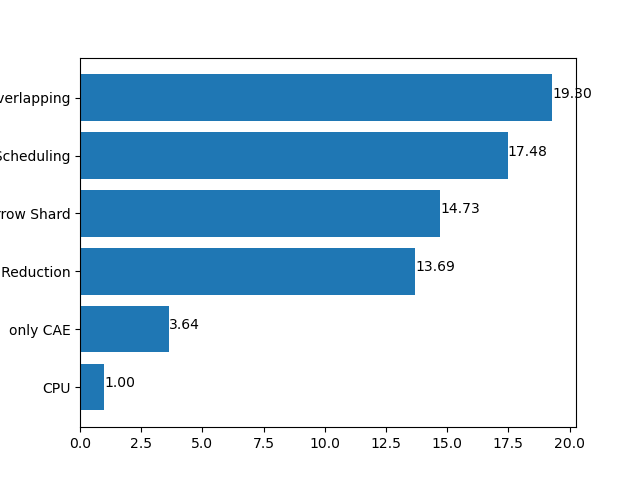 verlapping 19.30
Scheduling 17.48
row Shard 14.73
Reduction 13.69
only CAE 3.64
CPU 1.00
0.0 2.5 5.0 7.5 10.0 12.5 15.0 17.5 20.0